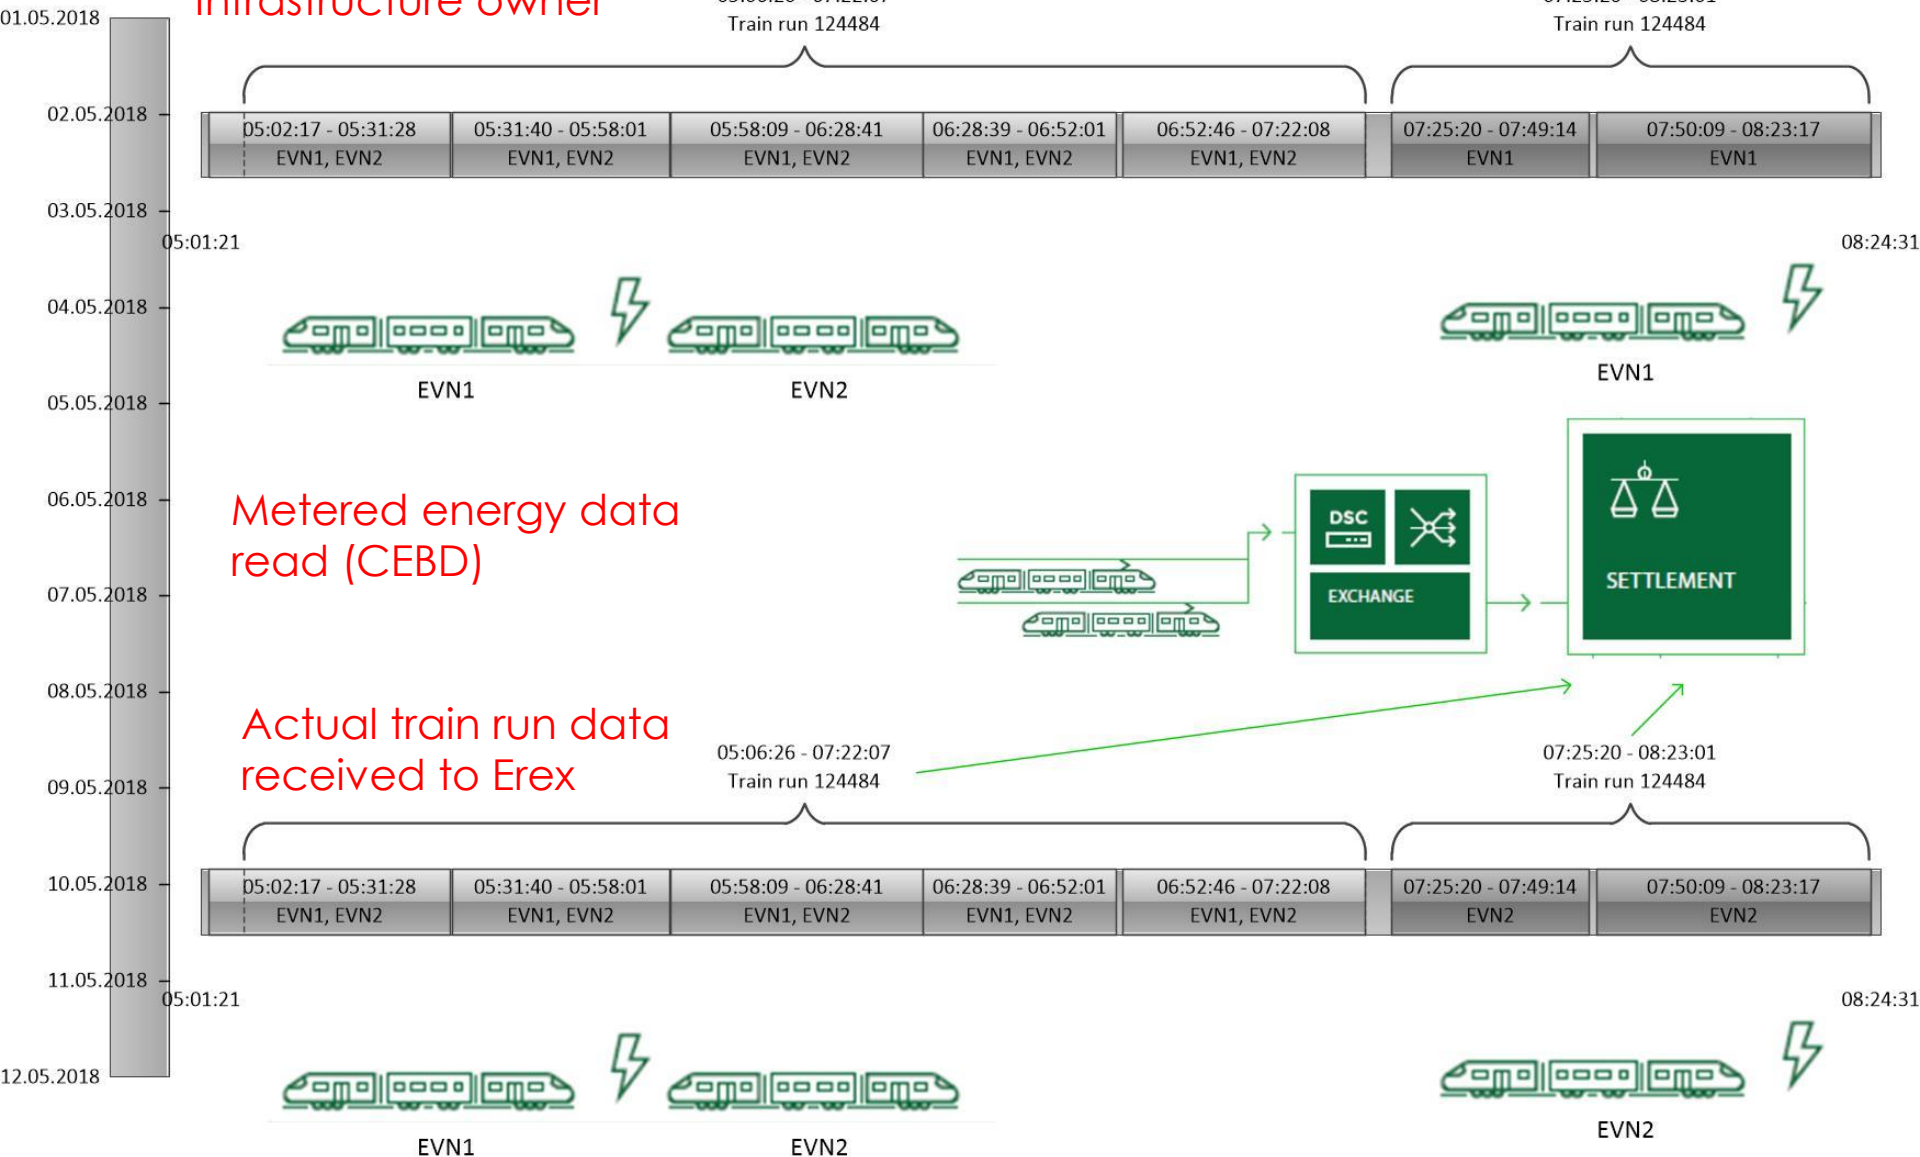 01.05.2018
02.05.2018
03.05.2018
04.05.2018
05.05.2018
06.05.2018
07.05.2018
08.05.2018
09.05.2018
10.05.2018
11.05.2018
12.05.2018
Infrastructure owner
Train run 124484
Train run 124484
05:02:17 - 05:31:28
EVN1, EVN2
05:31:40 - 05:58:01
EVN1, EVN2
05:58:09 - 06:28:41
EVN1, EVN2
06:28:39 - 06:52:01
EVN1, EVN2
06:52:46 - 07:22:08
EVN1, EVN2
07:25:20 - 07:49:14
EVN1
07:50:09 - 08:23:17
EVN1
05:01:21
08:24:31
EVN1
EVN2
EVN1
Metered energy data
read (CEBD)
DSC
EXCHANGE
SETTLEMENT
Actual train run data
received to Erex
05:06:26 - 07:22:07
Train run 124484
07:25:20 - 08:23:01
Train run 124484
05:02:17 - 05:31:28
EVN1, EVN2
05:31:40 - 05:58:01
EVN1, EVN2
05:58:09 - 06:28:41
EVN1, EVN2
06:28:39 - 06:52:01
EVN1, EVN2
06:52:46 - 07:22:08
EVN1, EVN2
07:25:20 - 07:49:14
EVN2
07:50:09 - 08:23:17
EVN2
05:01:21
08:24:31
EVN1
EVN2
EVN2